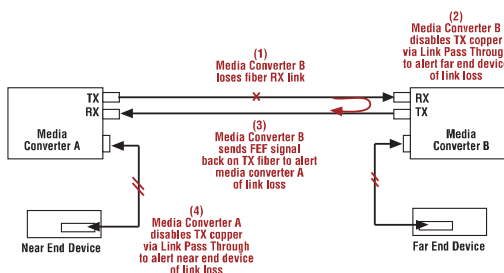 (2)
Media Converter B
disables TX copper
via Link Pass Through
to alert far end device
of link loss
(1)
Media Converter B
loses fiber RX link
TX
RX
RX
TX
Media
Converter A
Media
Converter B
(3)
Media Converter B
sends FEF signal
back on TX fiber to alert
media converter A
of link loss
(4)
Media Converter A
disables TX copper
via Link Pass Through
to alert near end device
of link loss
Near End Device
Far End Device